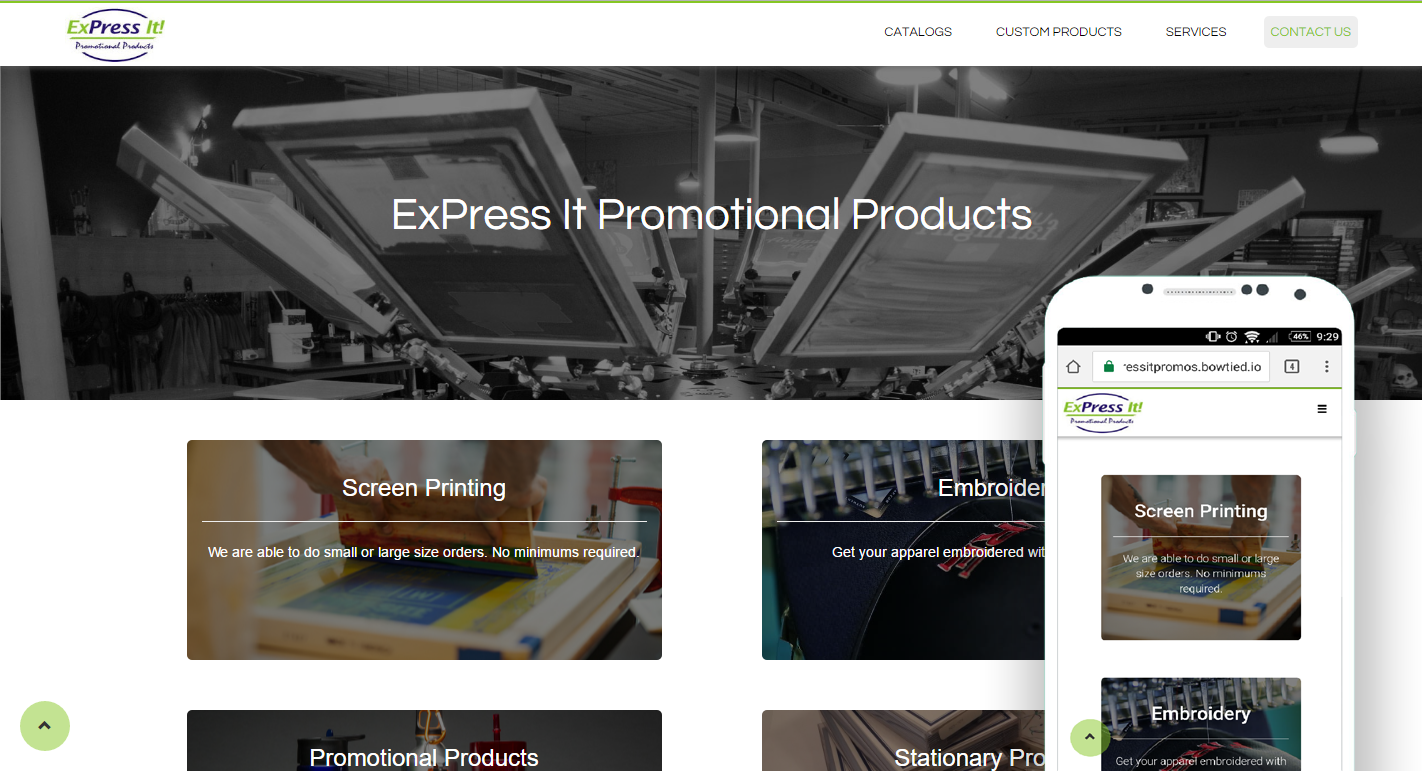 ExPress It!
Promotional Products
CATALOGS
CUSTOM PRODUCTS
SERVICES
CONTACT US
ExPress It Promotional Products
Screen Printing
We are able to do small or large size orders. No minimums required.
Embroider
Get your apparel embroidered wit
Promotional Products
Stationary Pro
46%
9:29
ressitpromos.bowtied.io
4
ExPress It!
Promotional Products
Screen Printing
We are able to do small or large
size orders. No minimums
required.
Embroidery
Get your apparel embroidered with